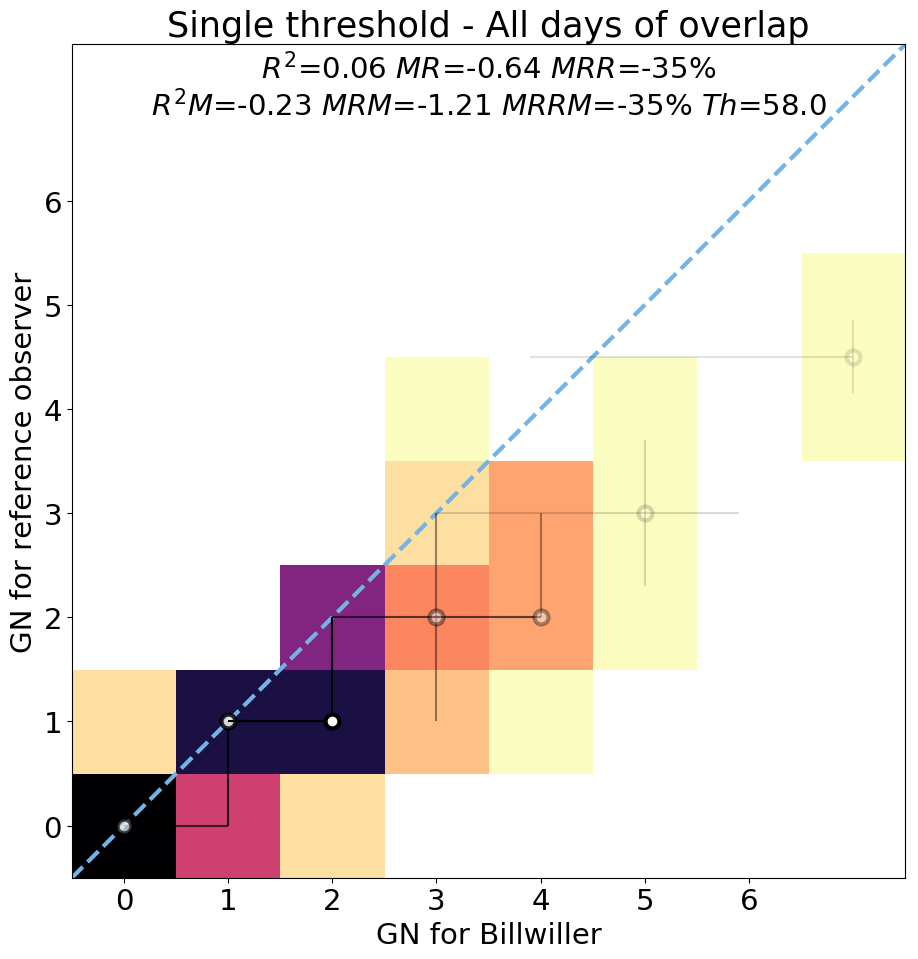 Single threshold - All days of overlap
R²=0.06 MR=-0.64 MRR=-35%
R²M=-0.23 MRM=-1.21 MRRM=-35% Th=58.0
GN for reference observer
6
5
4
3
2
1
0
0 1 2 3 4 5 6
GN for Billwiller